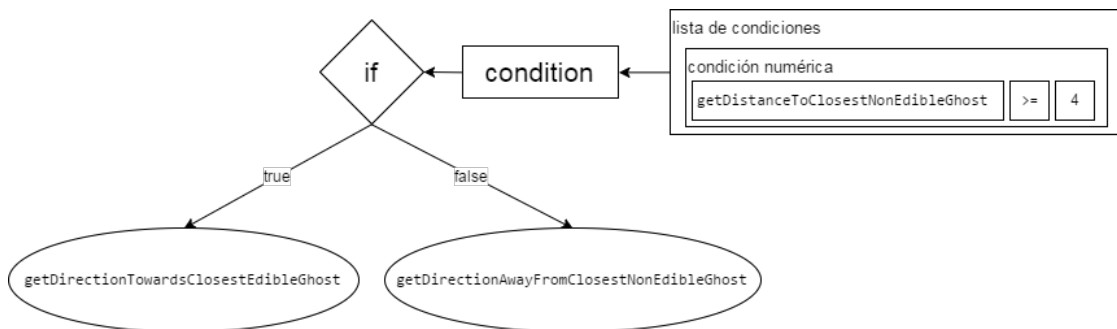 lista de condiciones
condición numérica
getDistanceToClosestNonEdibleGhost >= 4
if
condition
true
false
getDirectionTowardsClosestEdibleGhost
getDirectionAwayFromClosestNonEdibleGhost